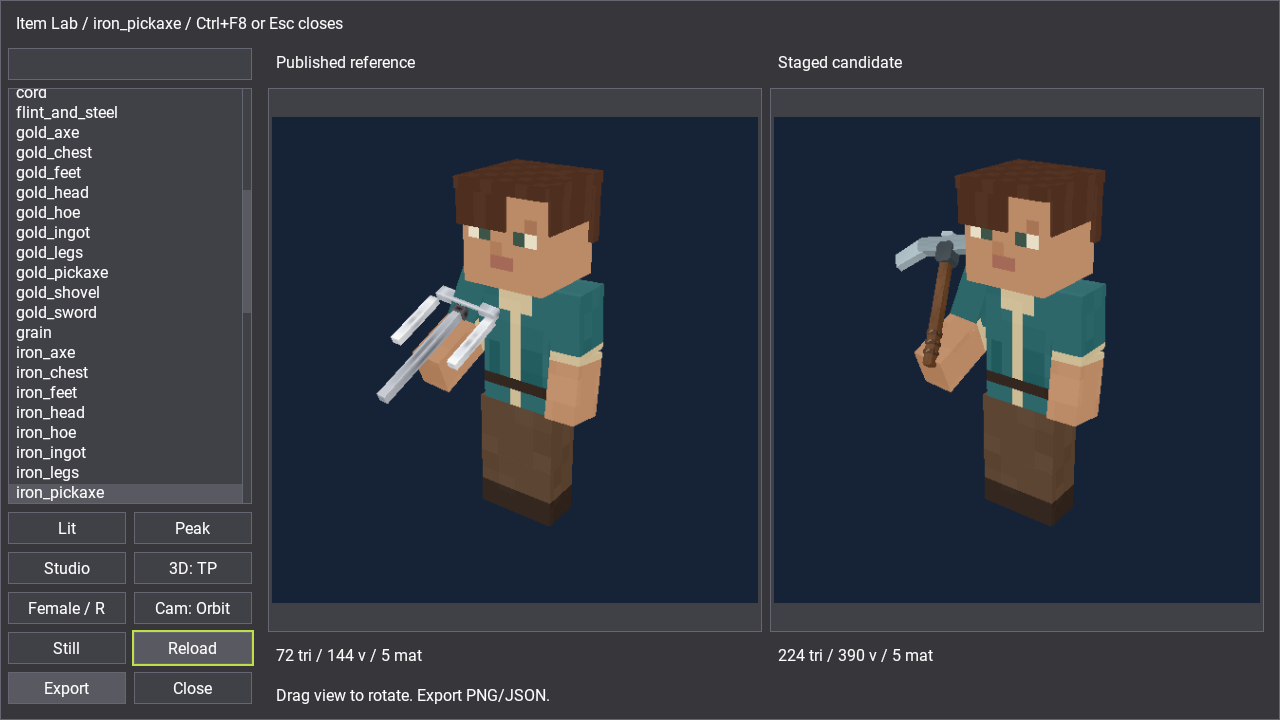 Item Lab / iron_pickaxe / Ctrl+F8 or Esc closes
Published reference
Staged candidate
cord
flint_and_steel
gold_axe
gold_chest
gold_feet
gold_head
gold_hoe
gold_ingot
gold_legs
gold_pickaxe
gold_shovel
gold_sword
grain
iron_axe
iron_chest
iron_feet
iron_head
iron_hoe
iron_ingot
iron_legs
iron_pickaxe
Lit
Peak
Studio
3D: TP
Female / R
Cam: Orbit
Still
Reload
Export
Close
72 tri / 144 v / 5 mat
224 tri / 390 v / 5 mat
Drag view to rotate. Export PNG/JSON.